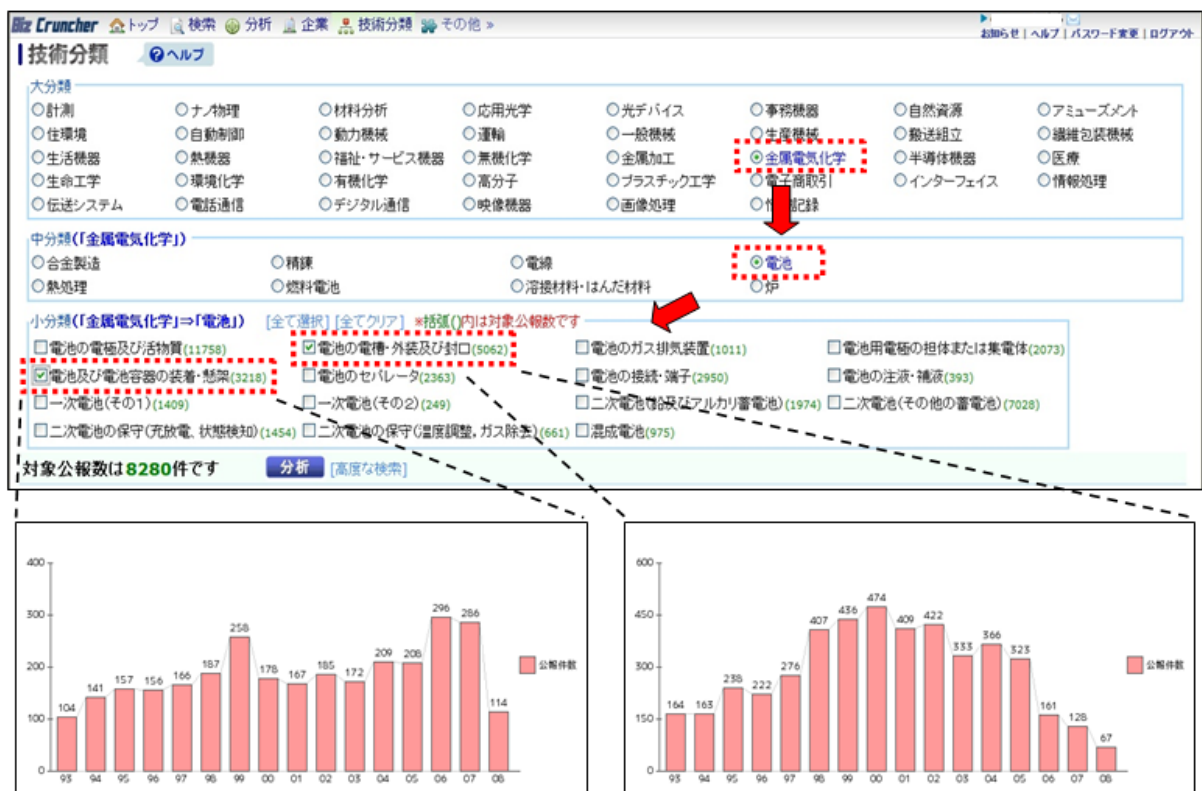 Biz Cruncher トップ 検索 分析 企業 技術分類 その他 »
お知らせ | ヘルプ | パスワード変更 | ログアウト
技術分類 ヘルプ
大分類
計測 ナノ物理 材料分析 応用光学 光デバイス 事務機器 自然資源 アミューズメント
住環境 自動制御 動力機械 運輸 一般機械 生産機械 搬送組立 繊維包装機械
生活機器 熱機器 福祉・サービス機器 無機化学 金属加工 金属電気化学 半導体機器 医療
生命工学 環境化学 有機化学 高分子 プラスチック工学 電子商取引 インターフェイス 情報処理
伝送システム 電話通信 デジタル通信 映像機器 画像処理 記録
中分類(「金属電気化学」)
合金製造 精錬 電線 電池
熱処理 燃料電池 溶接材料・はんだ材料 炉
小分類(「金属電気化学」⇒「電池」) [全て選択] [全てクリア] ※括弧()内は対象公報数です
電池の電極及び活物質(11758) 電池の電槽・外装及び封口(5062) 電池のガス排気装置(1011) 電池用電極の担体または集電体(2073)
電池及び電池容器の装着・懸架(3218) 電池のセパレータ(2363) 電池の接続・端子(2950) 電池の注液・補液(393)
一次電池(その1)(1409) 一次電池(その2)(249) 二次電池(鉛及びアルカリ蓄電池)(1974) 二次電池(その他の蓄電池)(7028)
二次電池の保守(充放電、状態検知)(1454) 二次電池の保守(温度調整，ガス除去)(661) 混成電池(975)
対象公報数は8280件です 分析 [高度な検索]
400
300
200
100
0
104 141 157 156 166 187 258 178 167 185 172 209 208 296 286 114
93 94 95 96 97 98 99 00 01 02 03 04 05 06 07 08
公報件数
600
450
300
150
0
164 163 238 222 276 407 436 474 409 422 333 366 323 161 128 67
93 94 95 96 97 98 99 00 01 02 03 04 05 06 07 08
公報件数